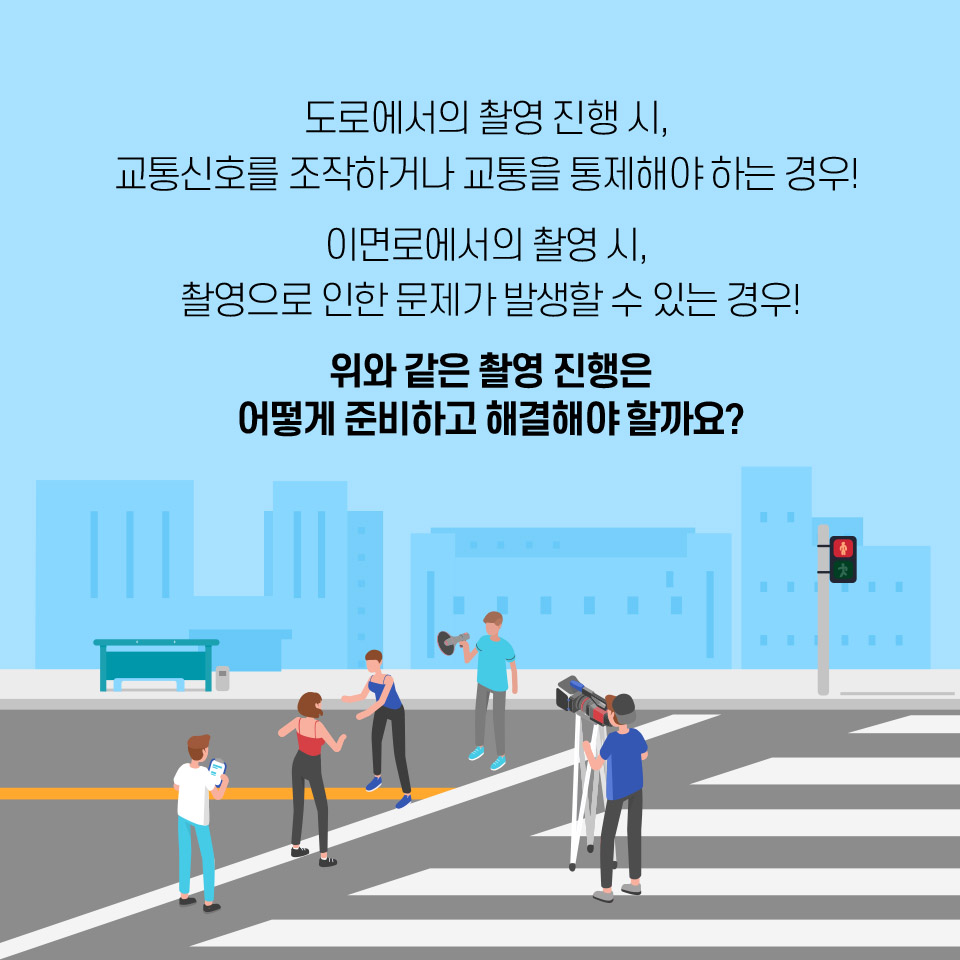 도로에서의 촬영 진행 시,
교통신호를 조작하거나 교통을 통제해야 하는 경우!
이면로에서의 촬영 시,
촬영으로 인한 문제가 발생할 수 있는 경우!
위와 같은 촬영 진행은
어떻게 준비하고 해결해야 할까요?